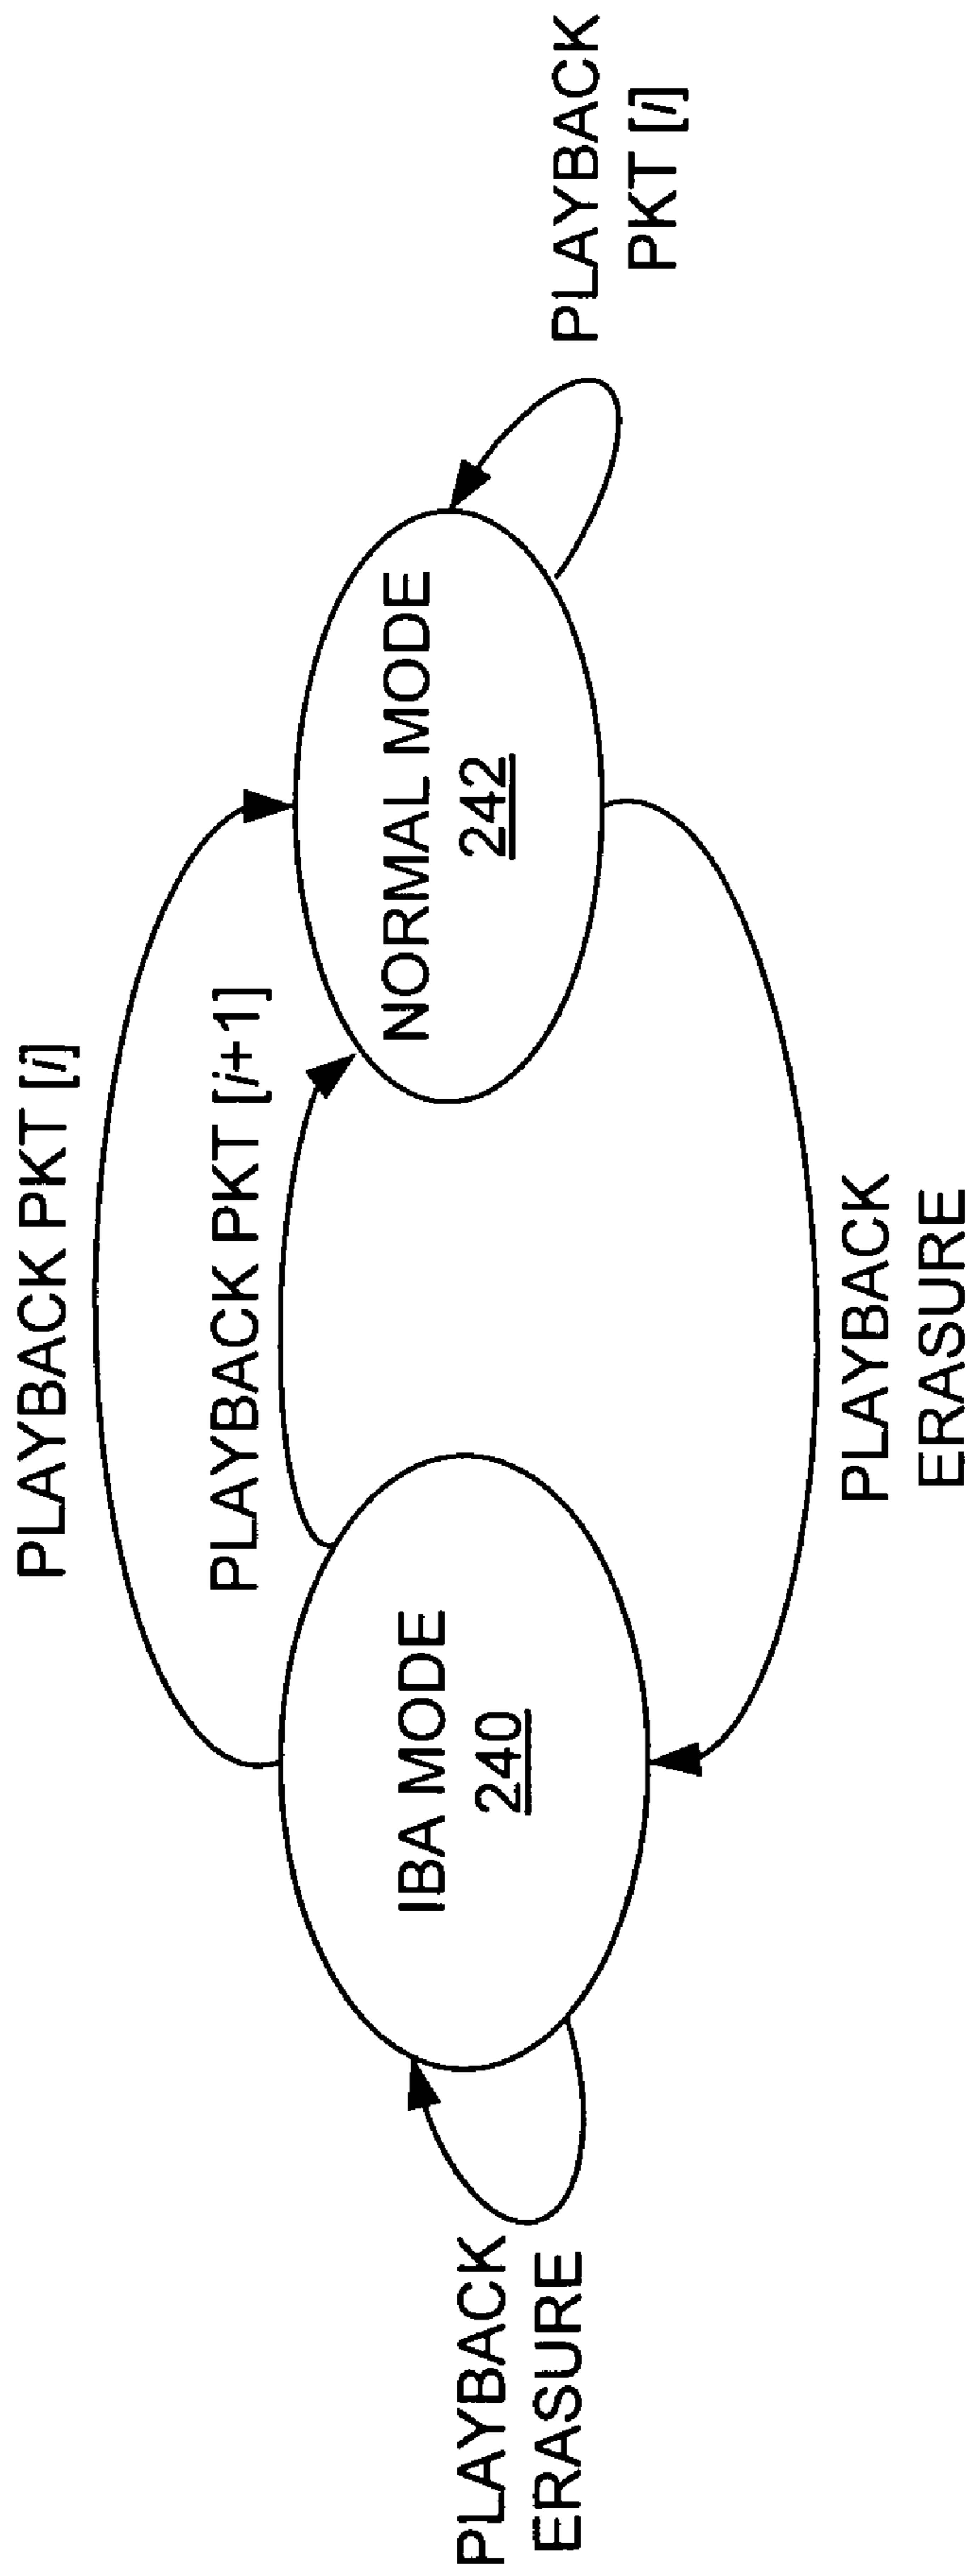 PLAYBACK PKT [i]
PLAYBACK PKT [i+1]
IBA MODE
240
NORMAL MODE
242
PLAYBACK
ERASURE
PLAYBACK
PKT [i]
PLAYBACK
ERASURE